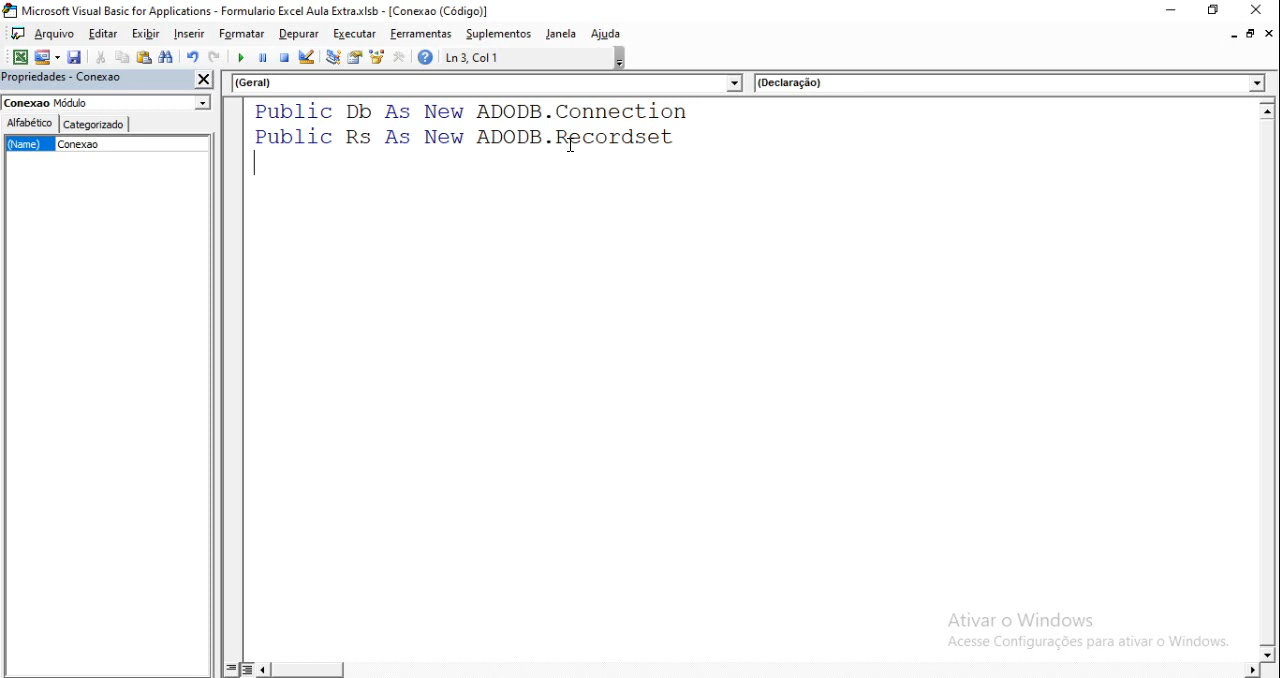 Microsoft Visual Basic for Applications - Formulario Excel Aula Extra.xlsb - [Conexao (Código)]
Arquivo Editar Exibir Inserir Formatar Depurar Executar Ferramentas Suplementos Janela Ajuda
Ln 3, Col 1
Propriedades - Conexao
(Geral) (Declaração)
Conexao Módulo
Alfabético Categorizado
(Name) Conexao
Public Db As New ADODB.Connection
Public Rs As New ADODB.Recordset
Ativar o Windows
Acesse Configurações para ativar o Windows.